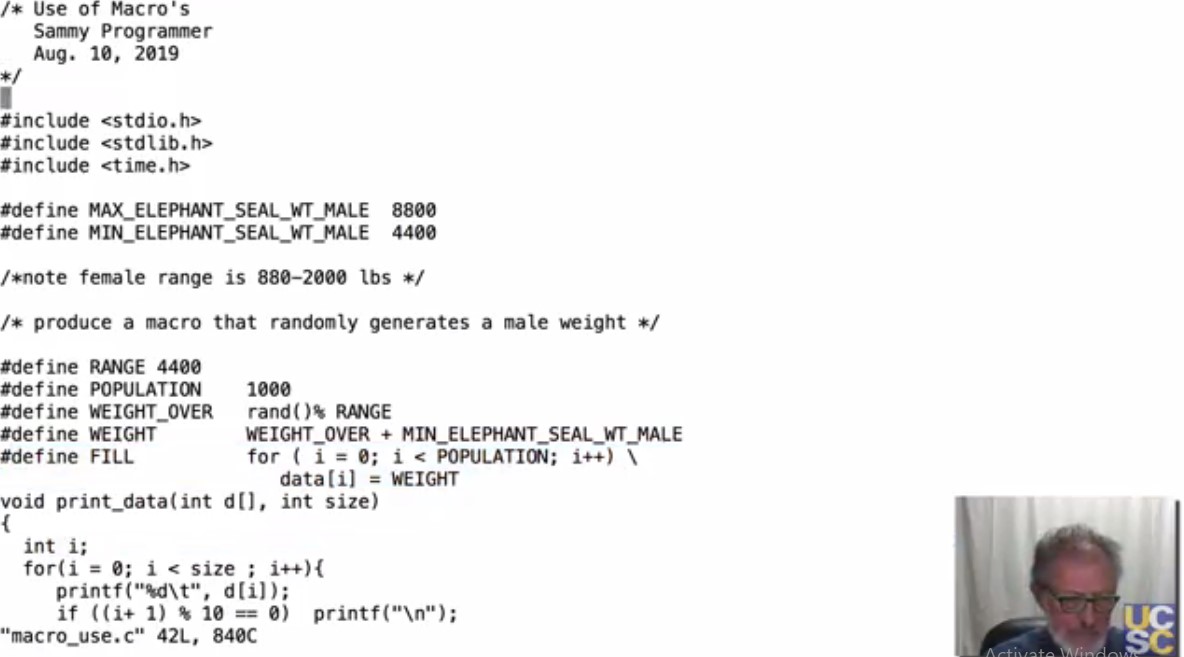 /* Use of Macro's
Sammy Programmer
Aug. 10, 2019
*/
#include <stdio.h>
#include <stdlib.h>
#include <time.h>
#define MAX_ELEPHANT_SEAL_WT_MALE 8800
#define MIN_ELEPHANT_SEAL_WT_MALE 4400
/*note female range is 880-2000 lbs */
/* produce a macro that randomly generates a male weight */
#define RANGE 4400
#define POPULATION 1000
#define WEIGHT_OVER rand()% RANGE
#define WEIGHT WEIGHT_OVER + MIN_ELEPHANT_SEAL_WT_MALE
#define FILL for ( i = 0; i < POPULATION; i++) \
data[i] = WEIGHT
void print_data(int d[], int size)
{
int i;
for(i = 0; i < size ; i++){
printf("%d\t", d[i]);
if ((i+ 1) % 10 == 0) printf("\n");
"macro_use.c" 42L, 840C
UC
SC
Activate Windows